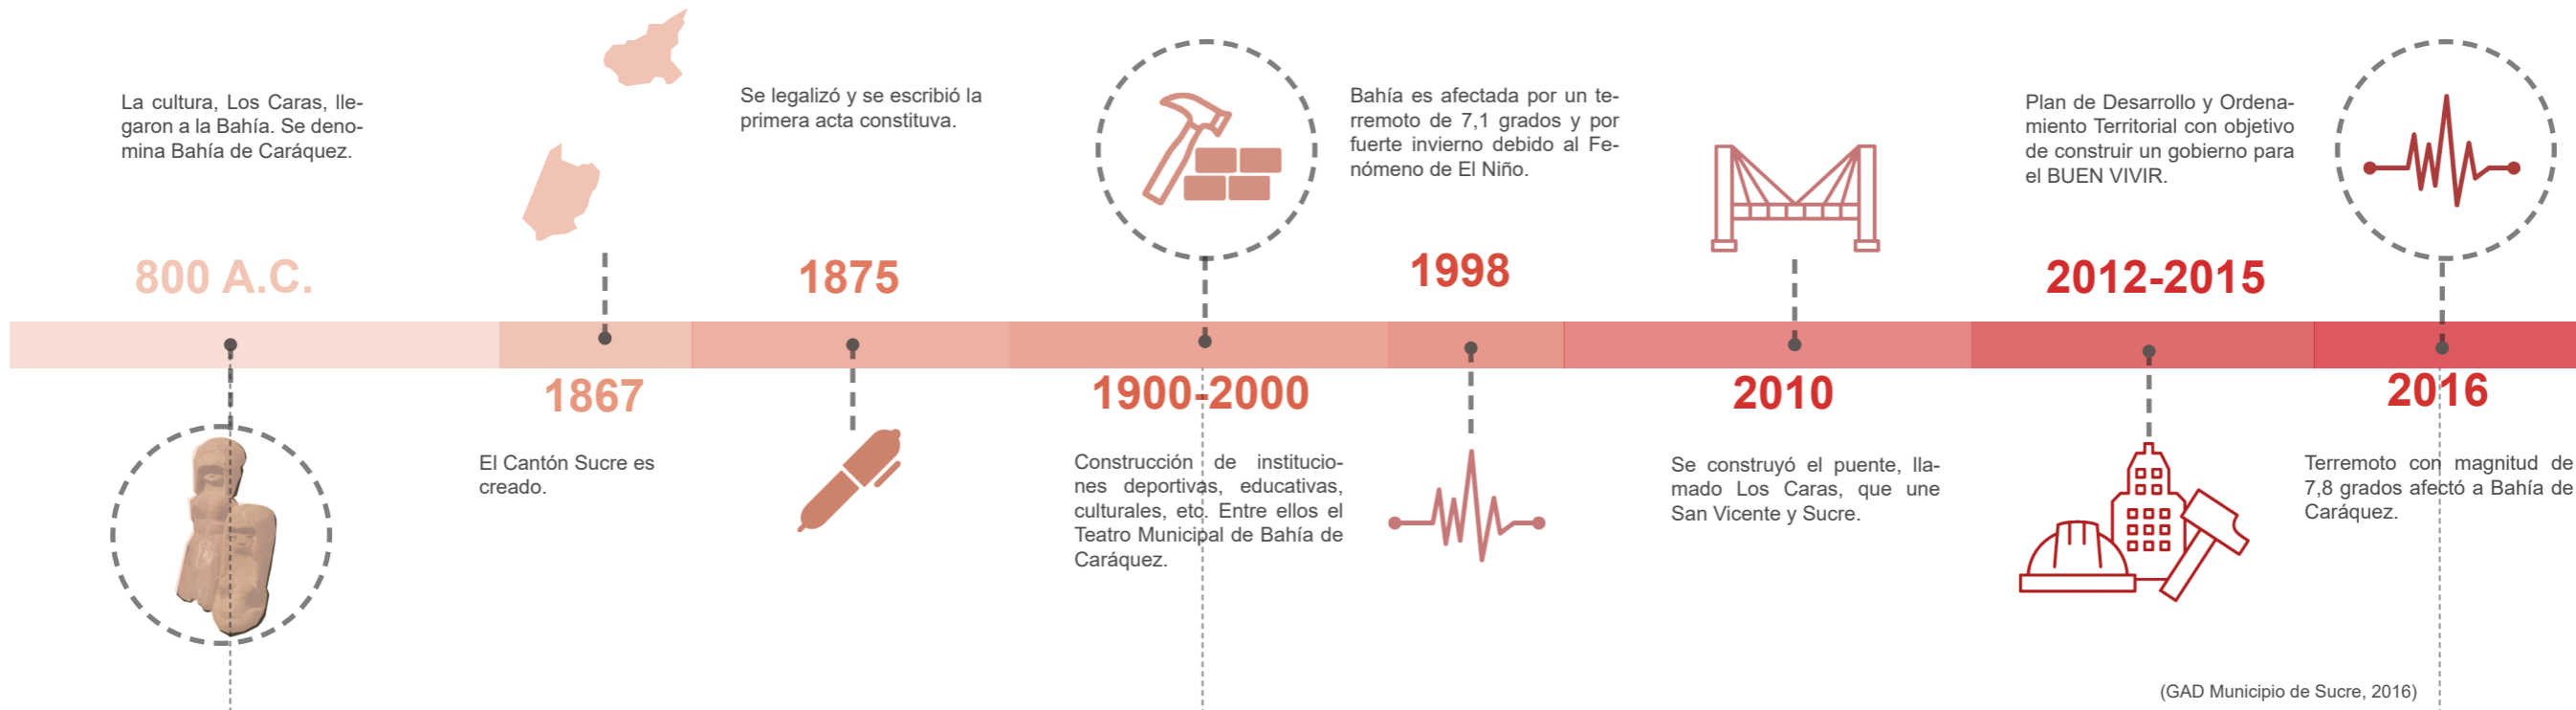 La cultura, Los Caras, lle-
garon a la Bahía. Se deno-
mina Bahía de Caráquez.
800 A.C.
1867
El Cantón Sucre es
creado.
Se legalizó y se escribió la
primera acta constituva.
1875
1900-2000
Construcción de institucio-
nes deportivas, educativas,
culturales, etc. Entre ellos el
Teatro Municipal de Bahía de
Caráquez.
Bahía es afectada por un te-
rremoto de 7,1 grados y por
fuerte invierno debido al Fe-
nómeno de El Niño.
1998
2010
Se construyó el puente, lla-
mado Los Caras, que une
San Vicente y Sucre.
Plan de Desarrollo y Ordena-
miento Territorial con objetivo
de construir un gobierno para
el BUEN VIVIR.
2012-2015
2016
Terremoto con magnitud de
7,8 grados afectó a Bahía de
Caráquez.
(GAD Municipio de Sucre, 2016)